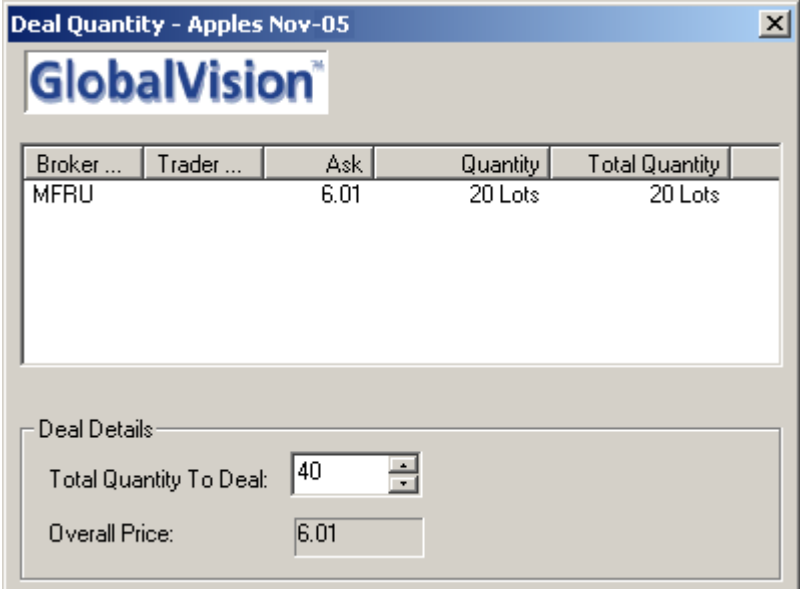 Deal Quantity - Apples Nov-05
GlobalVision™
Broker ... Trader ... Ask Quantity Total Quantity
MFRU 6.01 20 Lots 20 Lots
Deal Details
Total Quantity To Deal: 40
Overall Price: 6.01